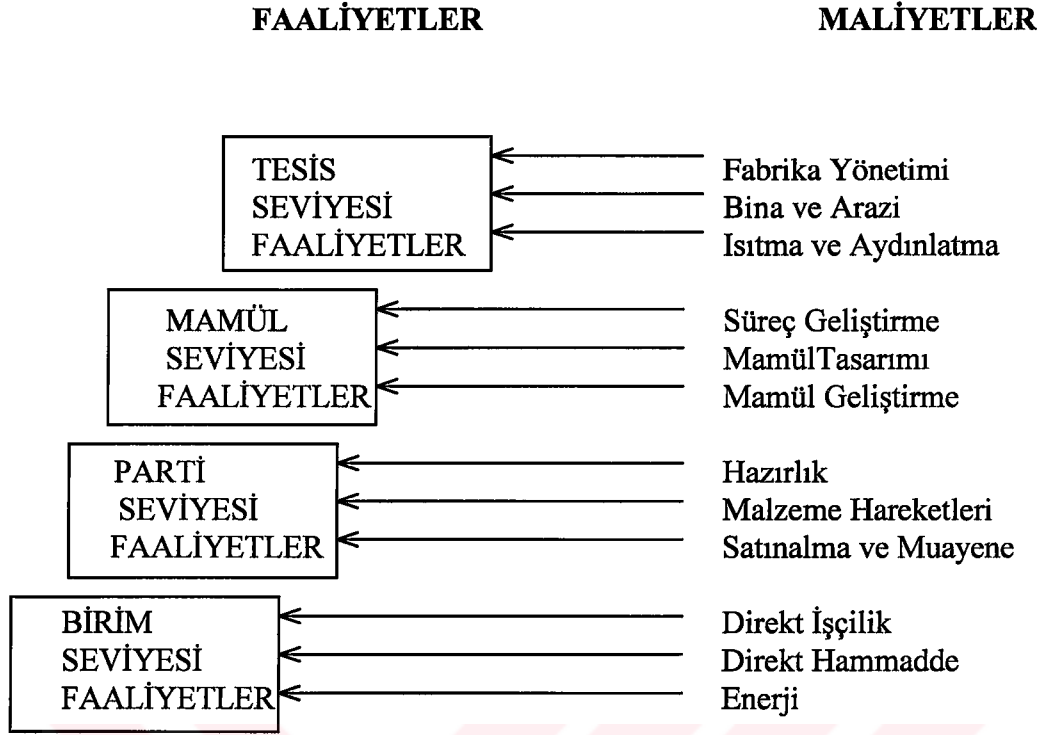 FAALİYETLER MALİYETLER
TESİS Fabrika Yönetimi
SEVİYESİ Bina ve Arazi
FAALİYETLER Isıtma ve Aydınlatma
MAMÜL Süreç Geliştirme
SEVİYESİ MamülTasarımı
FAALİYETLER Mamül Geliştirme
PARTİ Hazırlık
SEVİYESİ Malzeme Hareketleri
FAALİYETLER Satınalma ve Muayene
BİRİM Direkt İşçilik
SEVİYESİ Direkt Hammadde
FAALİYETLER Enerji